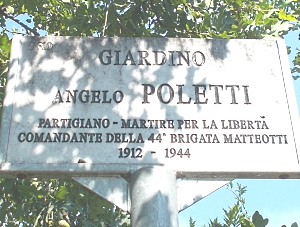 GIARDINO
ANGELO POLETTI
PARTIGIANO - MARTIRE PER LA LIBERTÀ
COMANDANTE DELLA 44ª BRIGATA MATTEOTTI
1912 - 1944